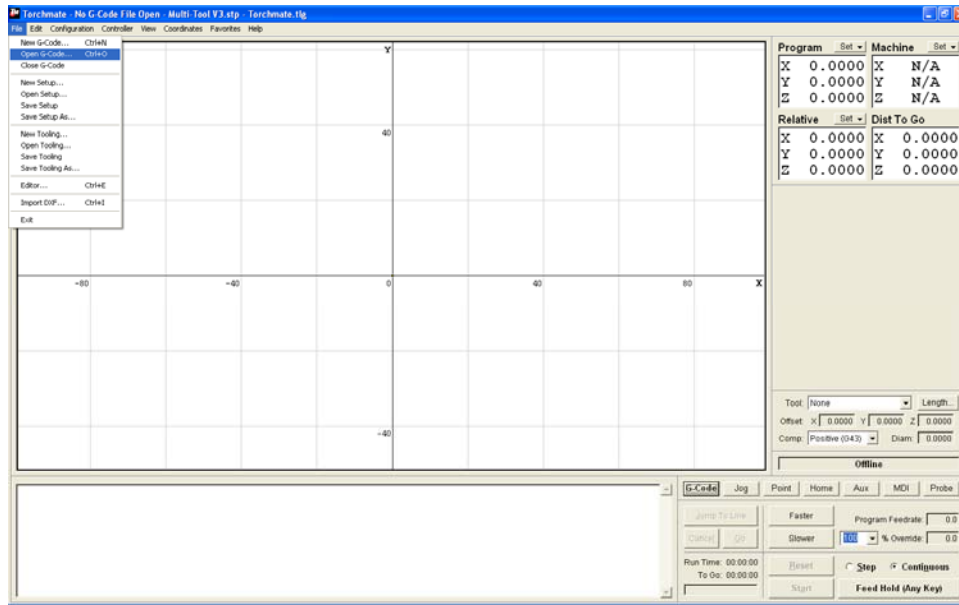 Torchmate - No G-Code File Open - Multi-Tool V3.stp - Torchmate.tlg
File Edit Configuration Controller View Coordinates Favorites Help
New G-Code... Ctrl+N
Open G-Code... Ctrl+O
Close G-Code
New Setup...
Open Setup...
Save Setup
Save Setup As...
New Tooling...
Open Tooling...
Save Tooling
Save Tooling As...
Editor... Ctrl+E
Import DXF... Ctrl+I
Exit
Y
40
-80 -40 0 40 80 X
-40
Program Set Machine Set
X 0.0000 X N/A
Y 0.0000 Y N/A
Z 0.0000 Z N/A
Relative Set Dist To Go
X 0.0000 X 0.0000
Y 0.0000 Y 0.0000
Z 0.0000 Z 0.0000
Tool: None Length...
Offset: X 0.0000 Y 0.0000 Z 0.0000
Comp: Positive (G43) Diam: 0.0000
Offline
G-Code Jog Point Home Aux MDI Probe
Jump To Line Faster Program Feedrate: 0.0
Cancel Go Slower 100 % Override: 0.0
Run Time: 00:00:00 Reset Step Contiguous
To Go: 00:00:00
Start Feed Hold (Any Key)